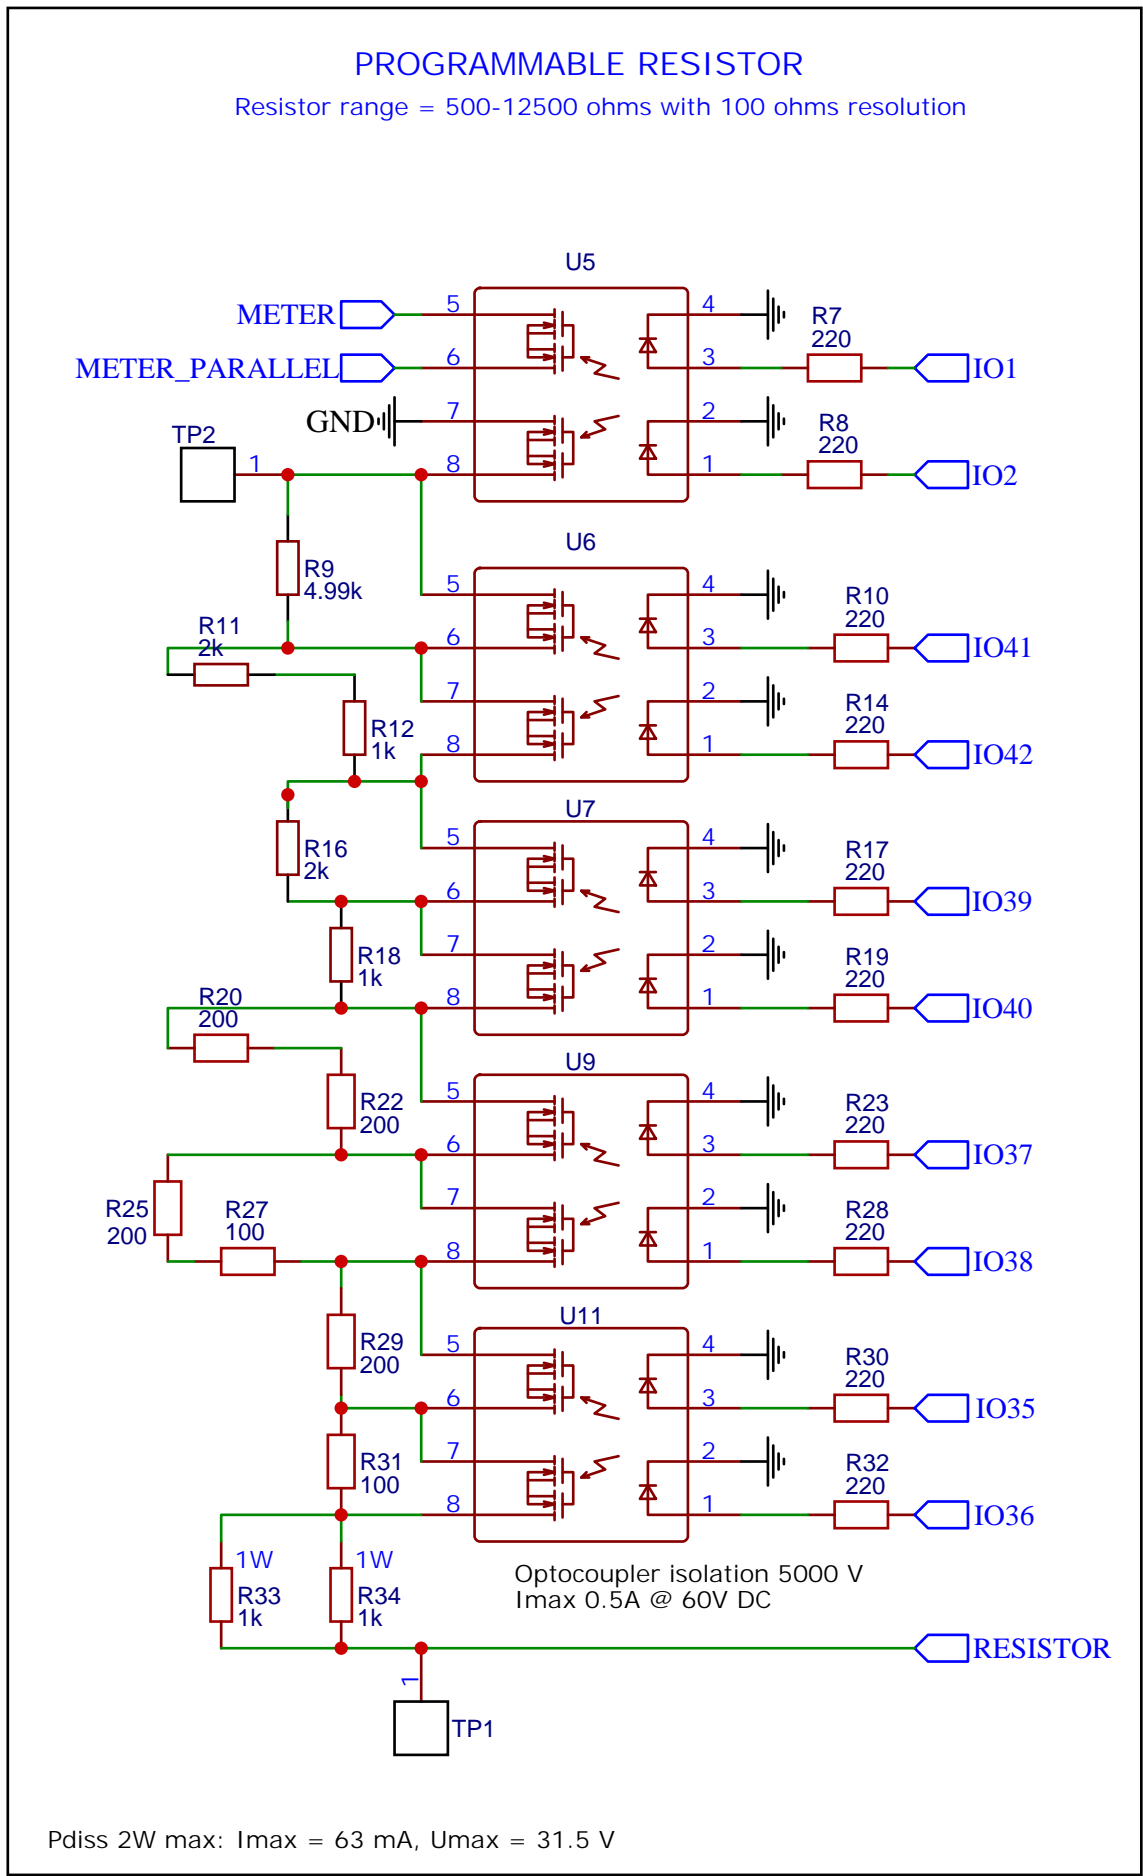 PROGRAMMABLE RESISTOR
Resistor range = 500-12500 ohms with 100 ohms resolution
U5
METER
5
4
R7
220
METER_PARALLEL
6
3
IO1
GND
7
2
R8
220
TP2
1
8
1
IO2
U6
R9
4.99k
5
4
R10
220
R11
2k
6
3
IO41
7
2
R14
220
R12
1k
8
1
IO42
U7
R16
2k
5
4
R17
220
6
3
IO39
R18
1k
7
2
R19
220
R20
200
8
1
IO40
U9
R22
200
5
4
R23
220
6
3
IO37
R25
200
R27
100
7
2
R28
220
8
1
IO38
U11
R29
200
5
4
R30
220
6
3
IO35
R31
100
7
2
R32
220
8
1
IO36
1W
R33
1k
1W
R34
1k
Optocoupler isolation 5000 V
Imax 0.5A @ 60V DC
RESISTOR
1
TP1
Pdiss 2W max: Imax = 63 mA, Umax = 31.5 V